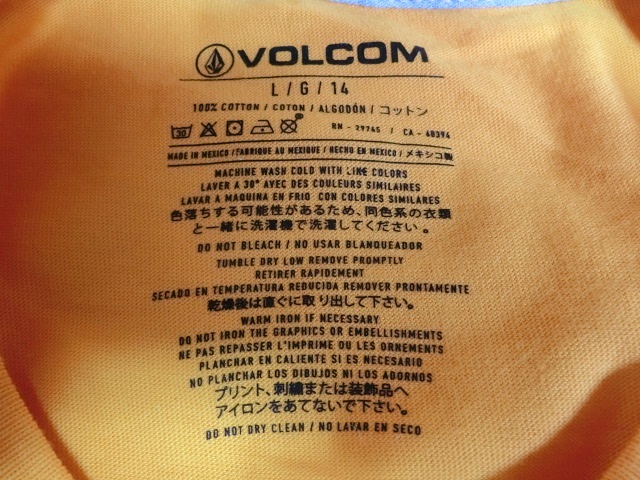 VOLCOM
L / G / 14
100% COTTON / COTON / ALGODÓN / コットン
30 RN - 29765 / CA - 48394
MADE IN MEXICO / FABRIQUE AU MEXIQUE / HECHO EN MEXICO / メキシコ製
MACHINE WASH COLD WITH LIKE COLORS
LAVER A 30° AVEC DES COULEURS SIMILAIRES
LAVAR A MAQUINA EN FRIO CON COLORES SIMILARES
色落ちする可能性があるため、同色系の衣類
と一緒に洗濯機で洗濯してください。
DO NOT BLEACH / NO USAR BLANQUEADOR
TUMBLE DRY LOW REMOVE PROMPTLY
RETIRER RAPIDEMENT
SECADO EN TEMPERATURA REDUCIDA REMOVER PRONTAMENTE
乾燥後は直ぐに取り出して下さい。
WARM IRON IF NECESSARY
DO NOT IRON THE GRAPHICS OR EMBELLISHMENTS
NE PAS REPASSER L'IMPRIME OU LES ORNEMENTS
PLANCHAR EN CALIENTE SI ES NECESARIO
NO PLANCHAR LOS DIBUJOS NI LOS ADORNOS
プリント、刺繍または装飾品へ
アイロンをあてないで下さい。
DO NOT DRY CLEAN / NO LAVAR EN SECO